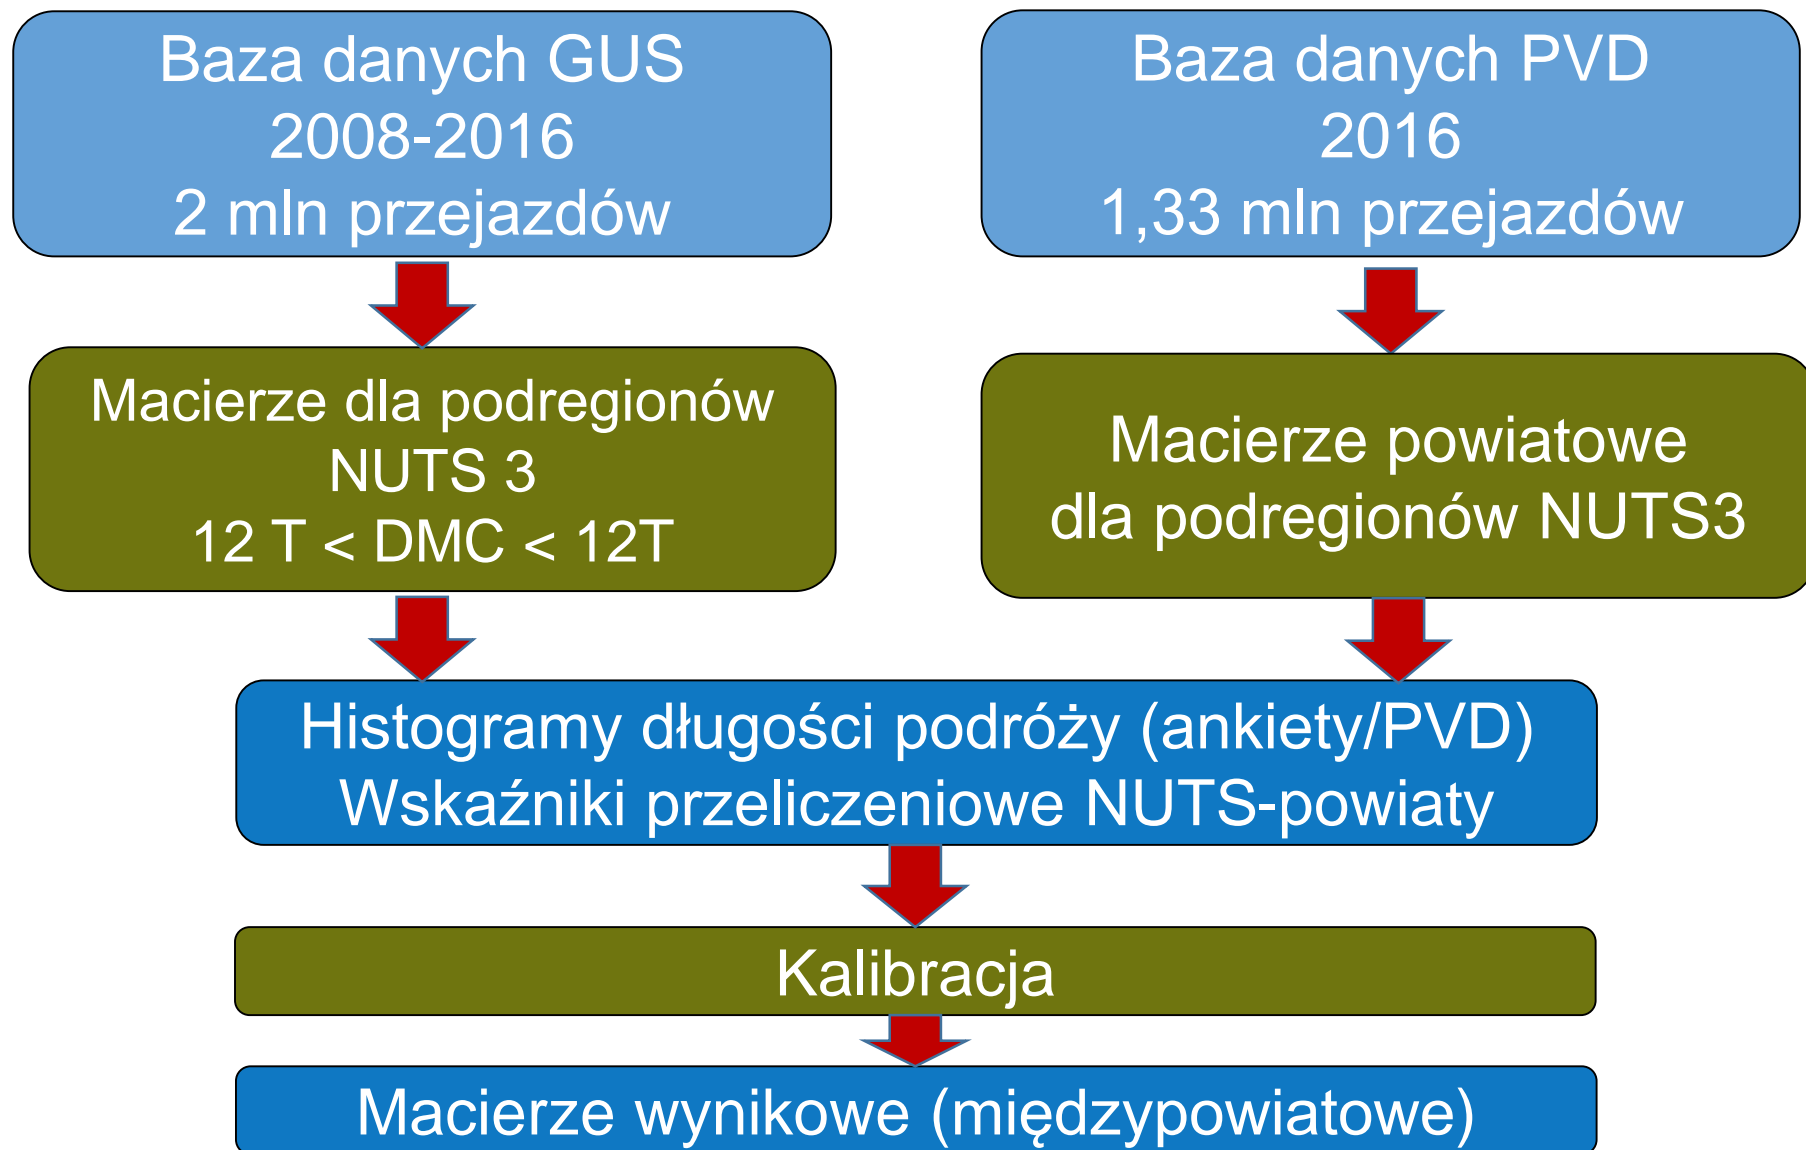 Baza danych GUS
2008-2016
2 mln przejazdów
Baza danych PVD
2016
1,33 mln przejazdów
Macierze dla podregionów
NUTS 3
12 T < DMC < 12T
Macierze powiatowe
dla podregionów NUTS3
Histogramy długości podróży (ankiety/PVD)
Wskaźniki przeliczeniowe NUTS-powiaty
Kalibracja
Macierze wynikowe (międzypowiatowe)